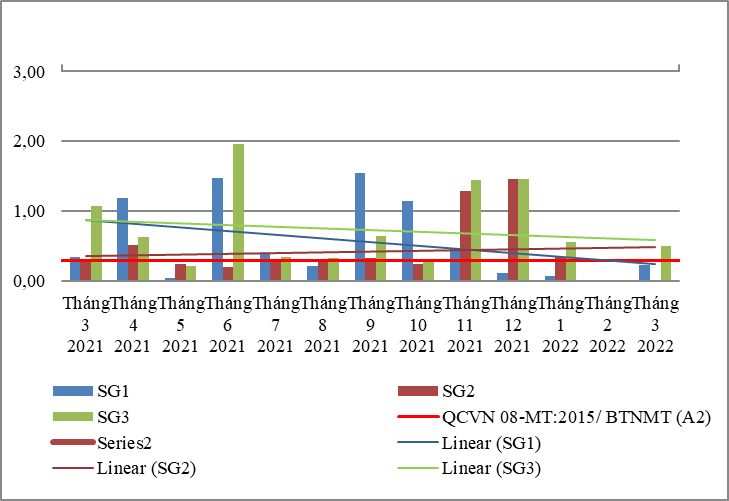 3,00
2,00
1,00
0,00
Tháng Tháng Tháng Tháng Tháng Tháng Tháng Tháng Tháng Tháng Tháng Tháng Tháng
3 4 5 6 7 8 9 10 11 12 1 2 3
2021 2021 2021 2021 2021 2021 2021 2021 2021 2021 2022 2022 2022
SG1 SG2
SG3 QCVN 08-MT:2015/ BTNMT (A2)
Series2 Linear (SG1)
Linear (SG2) Linear (SG3)